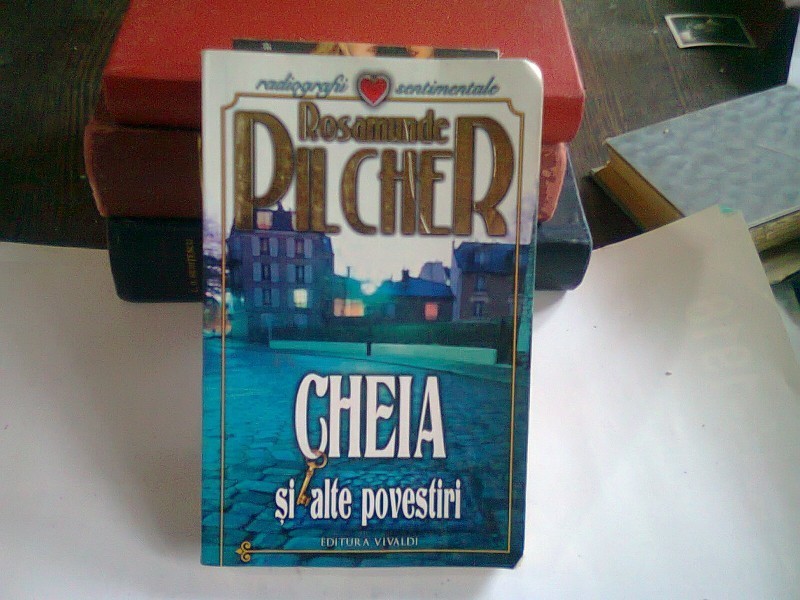 radiografii sentimentale
Rosamunde
PILCHER
CHEIA
și alte povestiri
EDITURA VIVALDI